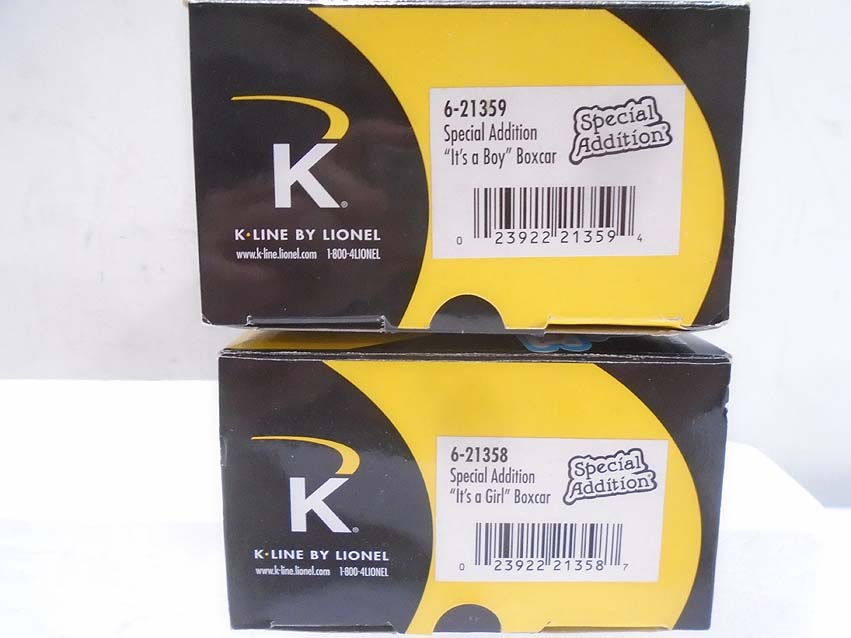 K®
K·LINE BY LIONEL
www.k-line.lionel.com 1-800-4LIONEL
6-21359
Special Addition
"It's a Boy" Boxcar
Special
Addition
0 23922 21359 4
K®
K·LINE BY LIONEL
www.k-line.lionel.com 1-800-4LIONEL
6-21358
Special Addition
"It's a Girl" Boxcar
Special
Addition
0 23922 21358 7